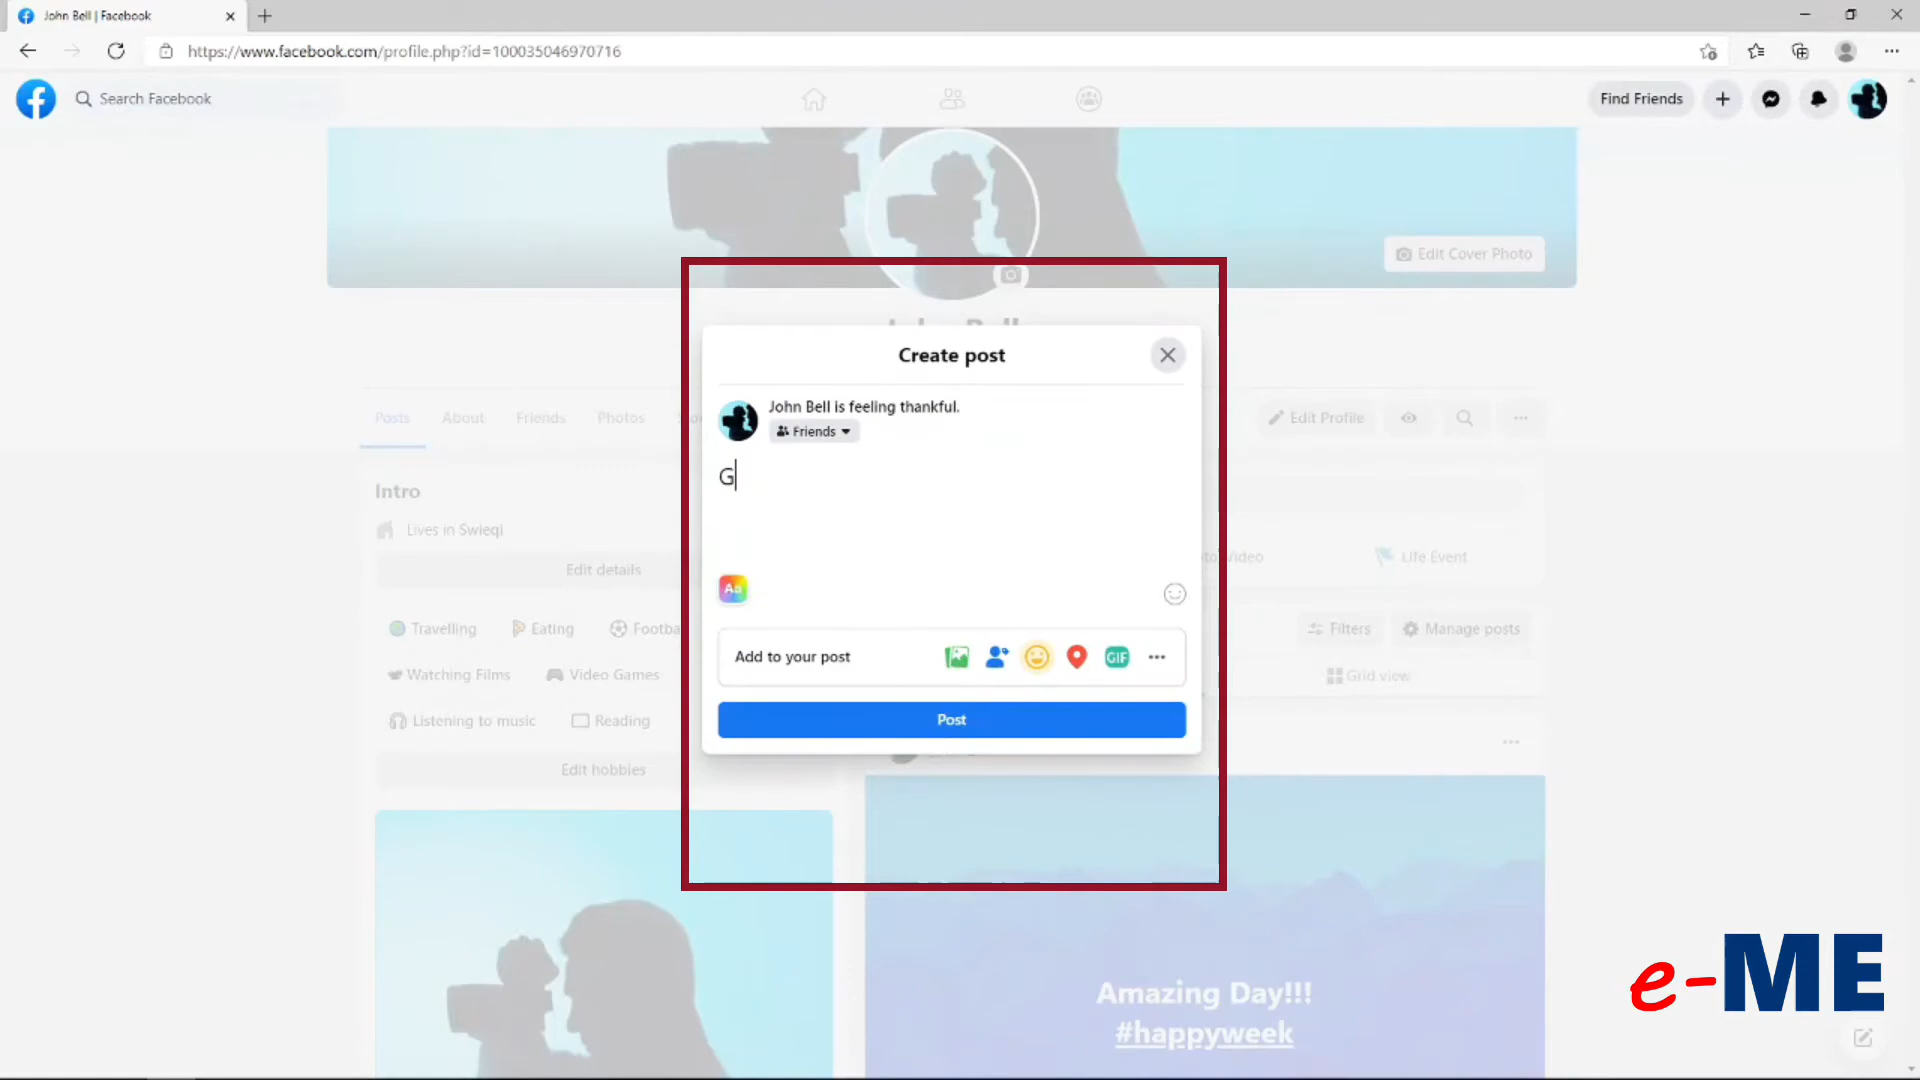 John Bell | Facebook
https://www.facebook.com/profile.php?id=100035046970716
Search Facebook
Find Friends
Edit Cover Photo
Create post
John Bell is feeling thankful.
Friends
G
Aa
Add to your post
GIF
Post
Posts
About
Friends
Photos
Edit Profile
Intro
Lives in Swieqi
Edit details
Travelling
Eating
Footba
Watching Films
Video Games
Listening to music
Reading
Edit hobbies
Video
Life Event
Filters
Manage posts
Grid view
Amazing Day!!!
#happyweek
e-ME